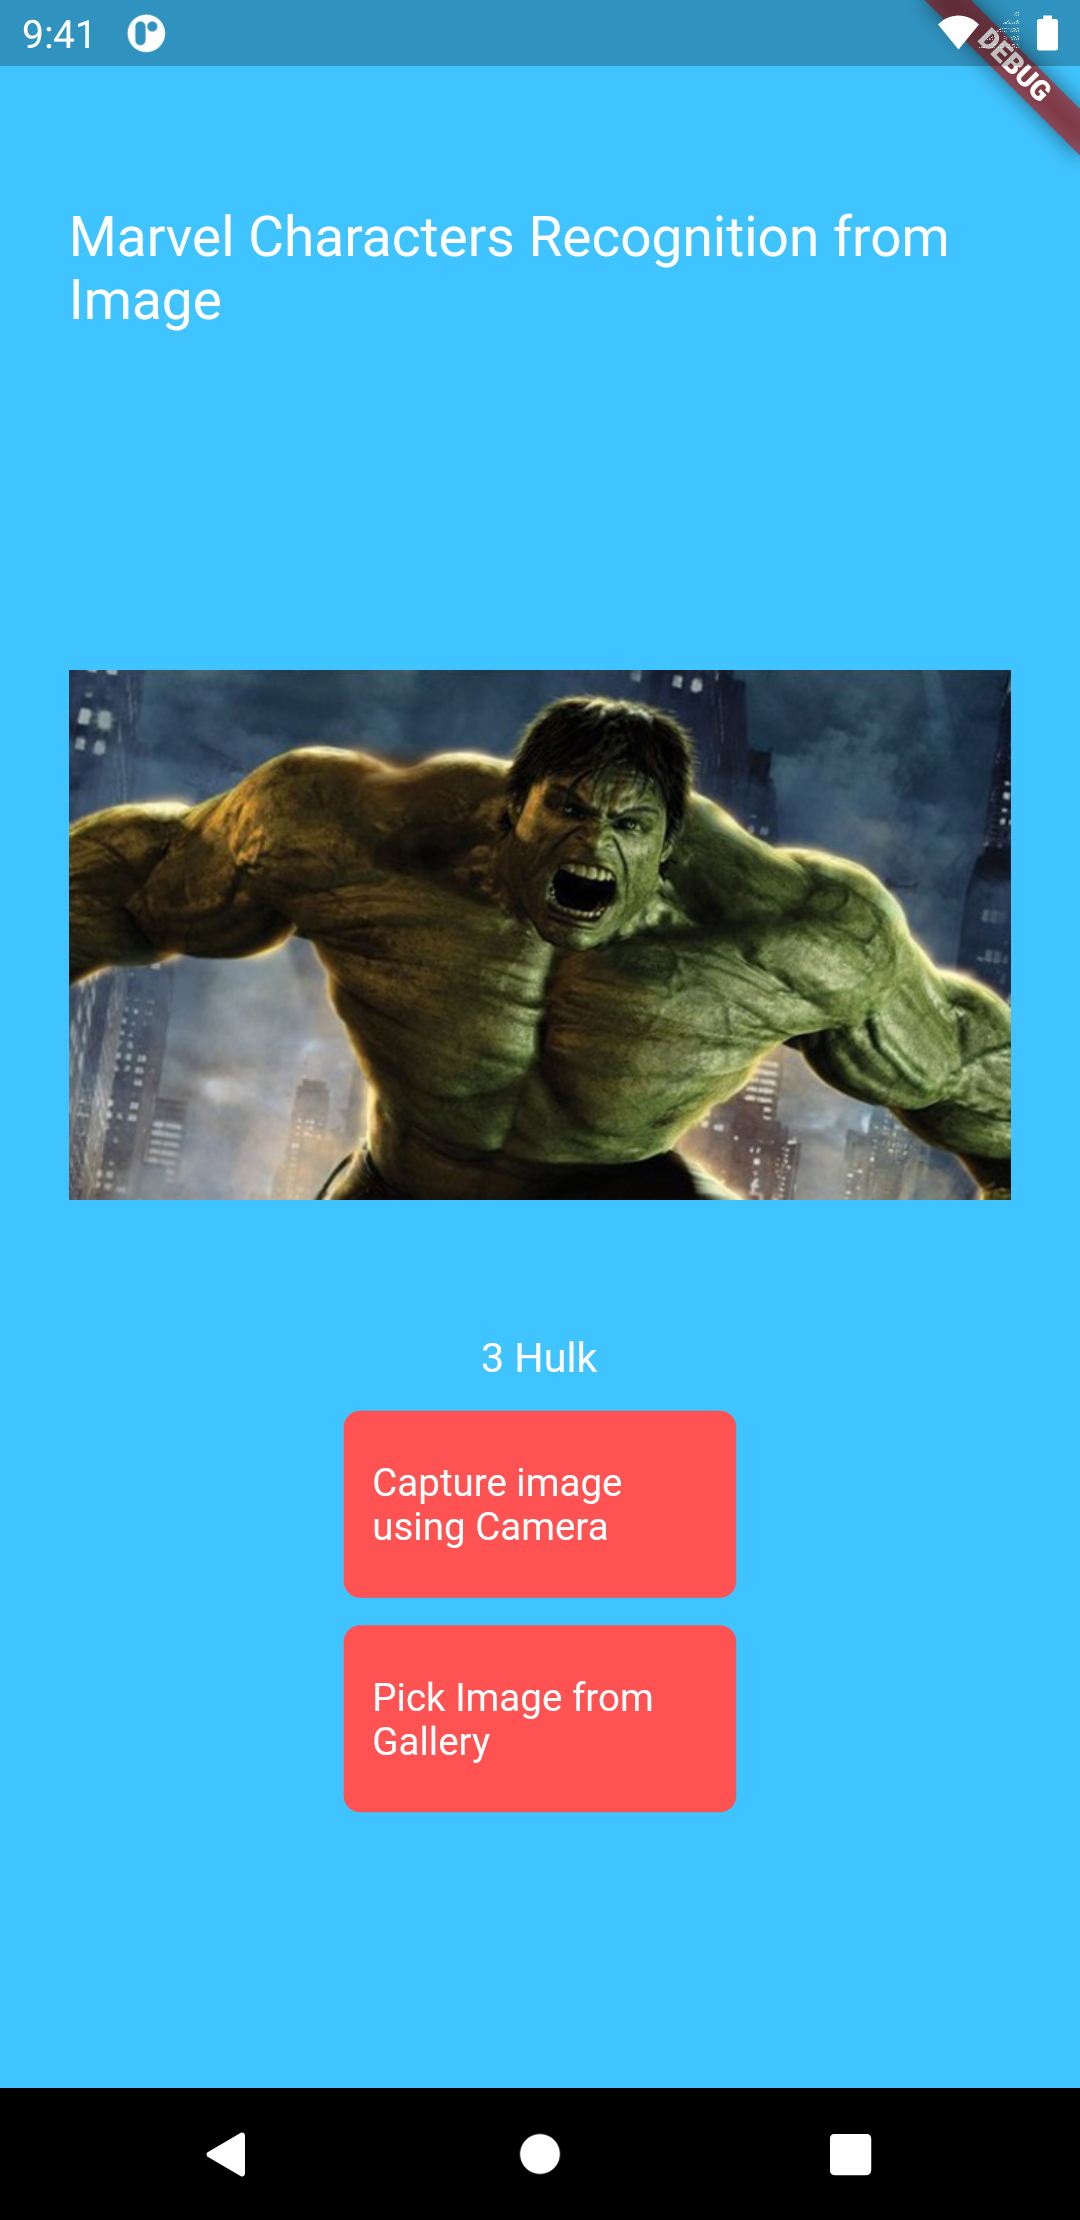 9:41
DEBUG
Marvel Characters Recognition from
Image
3 Hulk
Capture image
using Camera
Pick Image from
Gallery